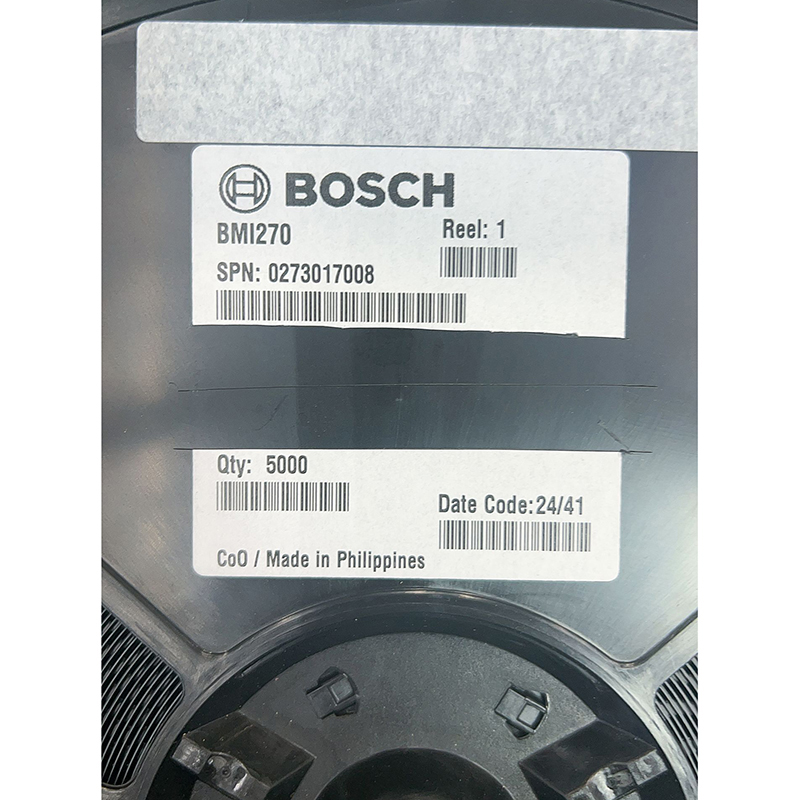 BOSCH
BMI270
Reel: 1
SPN: 0273017008
Qty: 5000
Date Code:24/41
CoO / Made in Philippines